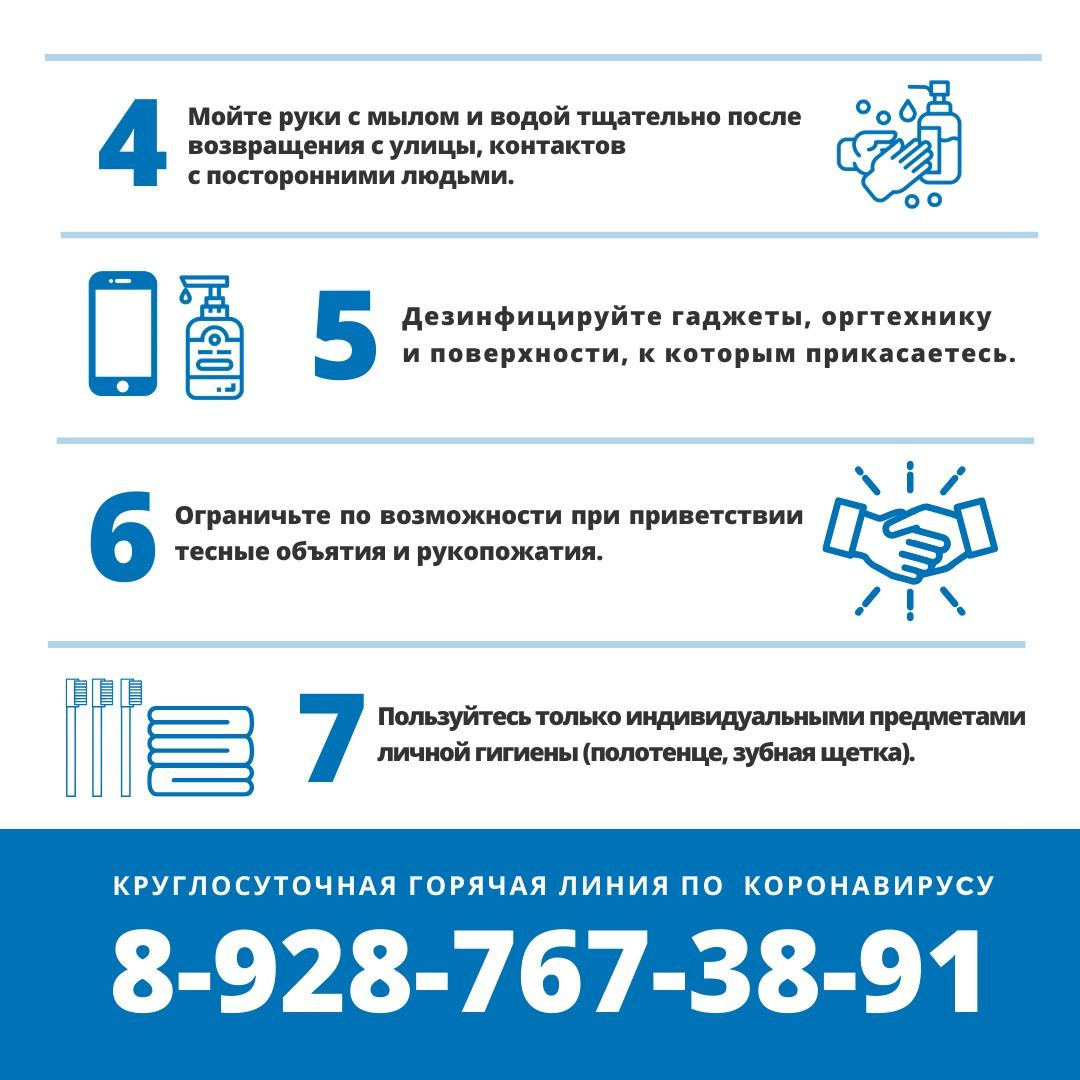 4
Мойте руки с мылом и водой тщательно после
возвращения с улицы, контактов
с посторонними людьми.
5
Дезинфицируйте гаджеты, оргтехнику
и поверхности, к которым прикасаетесь.
6
Ограничьте по возможности при приветствии
тесные объятия и рукопожатия.
7
Пользуйтесь только индивидуальными предметами
личной гигиены (полотенце, зубная щетка).
КРУГЛОСУТОЧНАЯ ГОРЯЧАЯ ЛИНИЯ ПО КОРОНАВИРУСУ
8-928-767-38-91